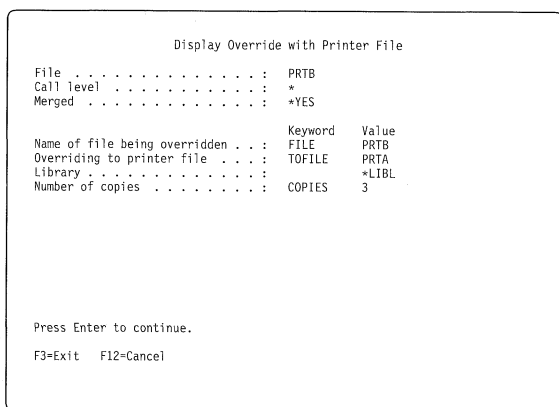 Display Override with Printer File
File . . . . . . . . . . . . . . : PRTB
Call level . . . . . . . . . . . : *
Merged . . . . . . . . . . . . . : *YES
Keyword Value
Name of file being overridden . . : FILE PRTB
Overriding to printer file . . . : TOFILE PRTA
Library . . . . . . . . . . . . . : *LIBL
Number of copies . . . . . . . . : COPIES 3
Press Enter to continue.
F3=Exit F12=Cancel